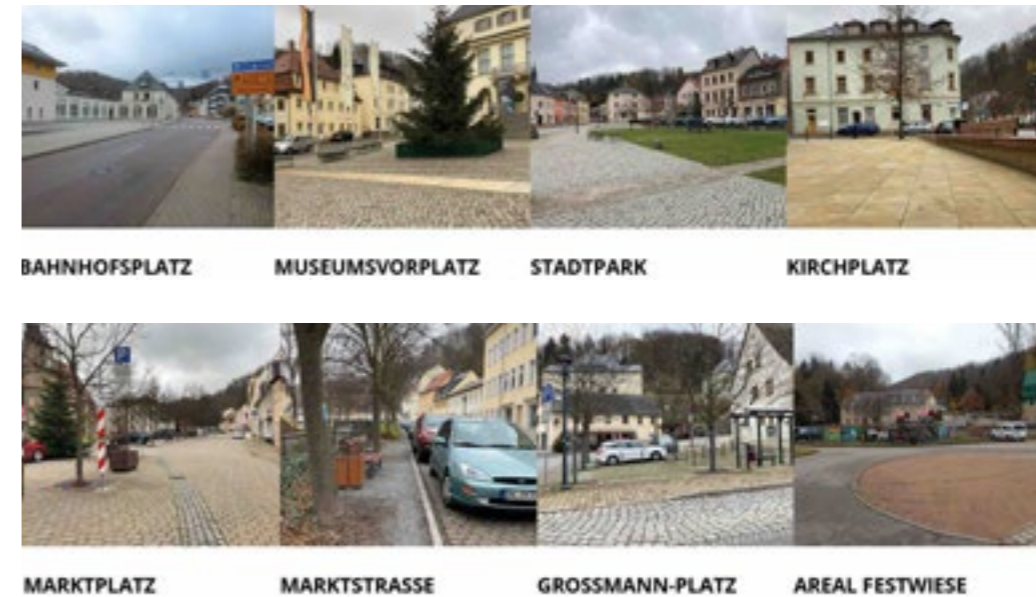 BAHNHOFSPLATZ
MUSEUMSVORPLATZ
STADTPARK
KIRCHPLATZ
P
MARKTPLATZ
MARKTSTRASSE
GROSSMANN-PLATZ
AREAL FESTWIESE